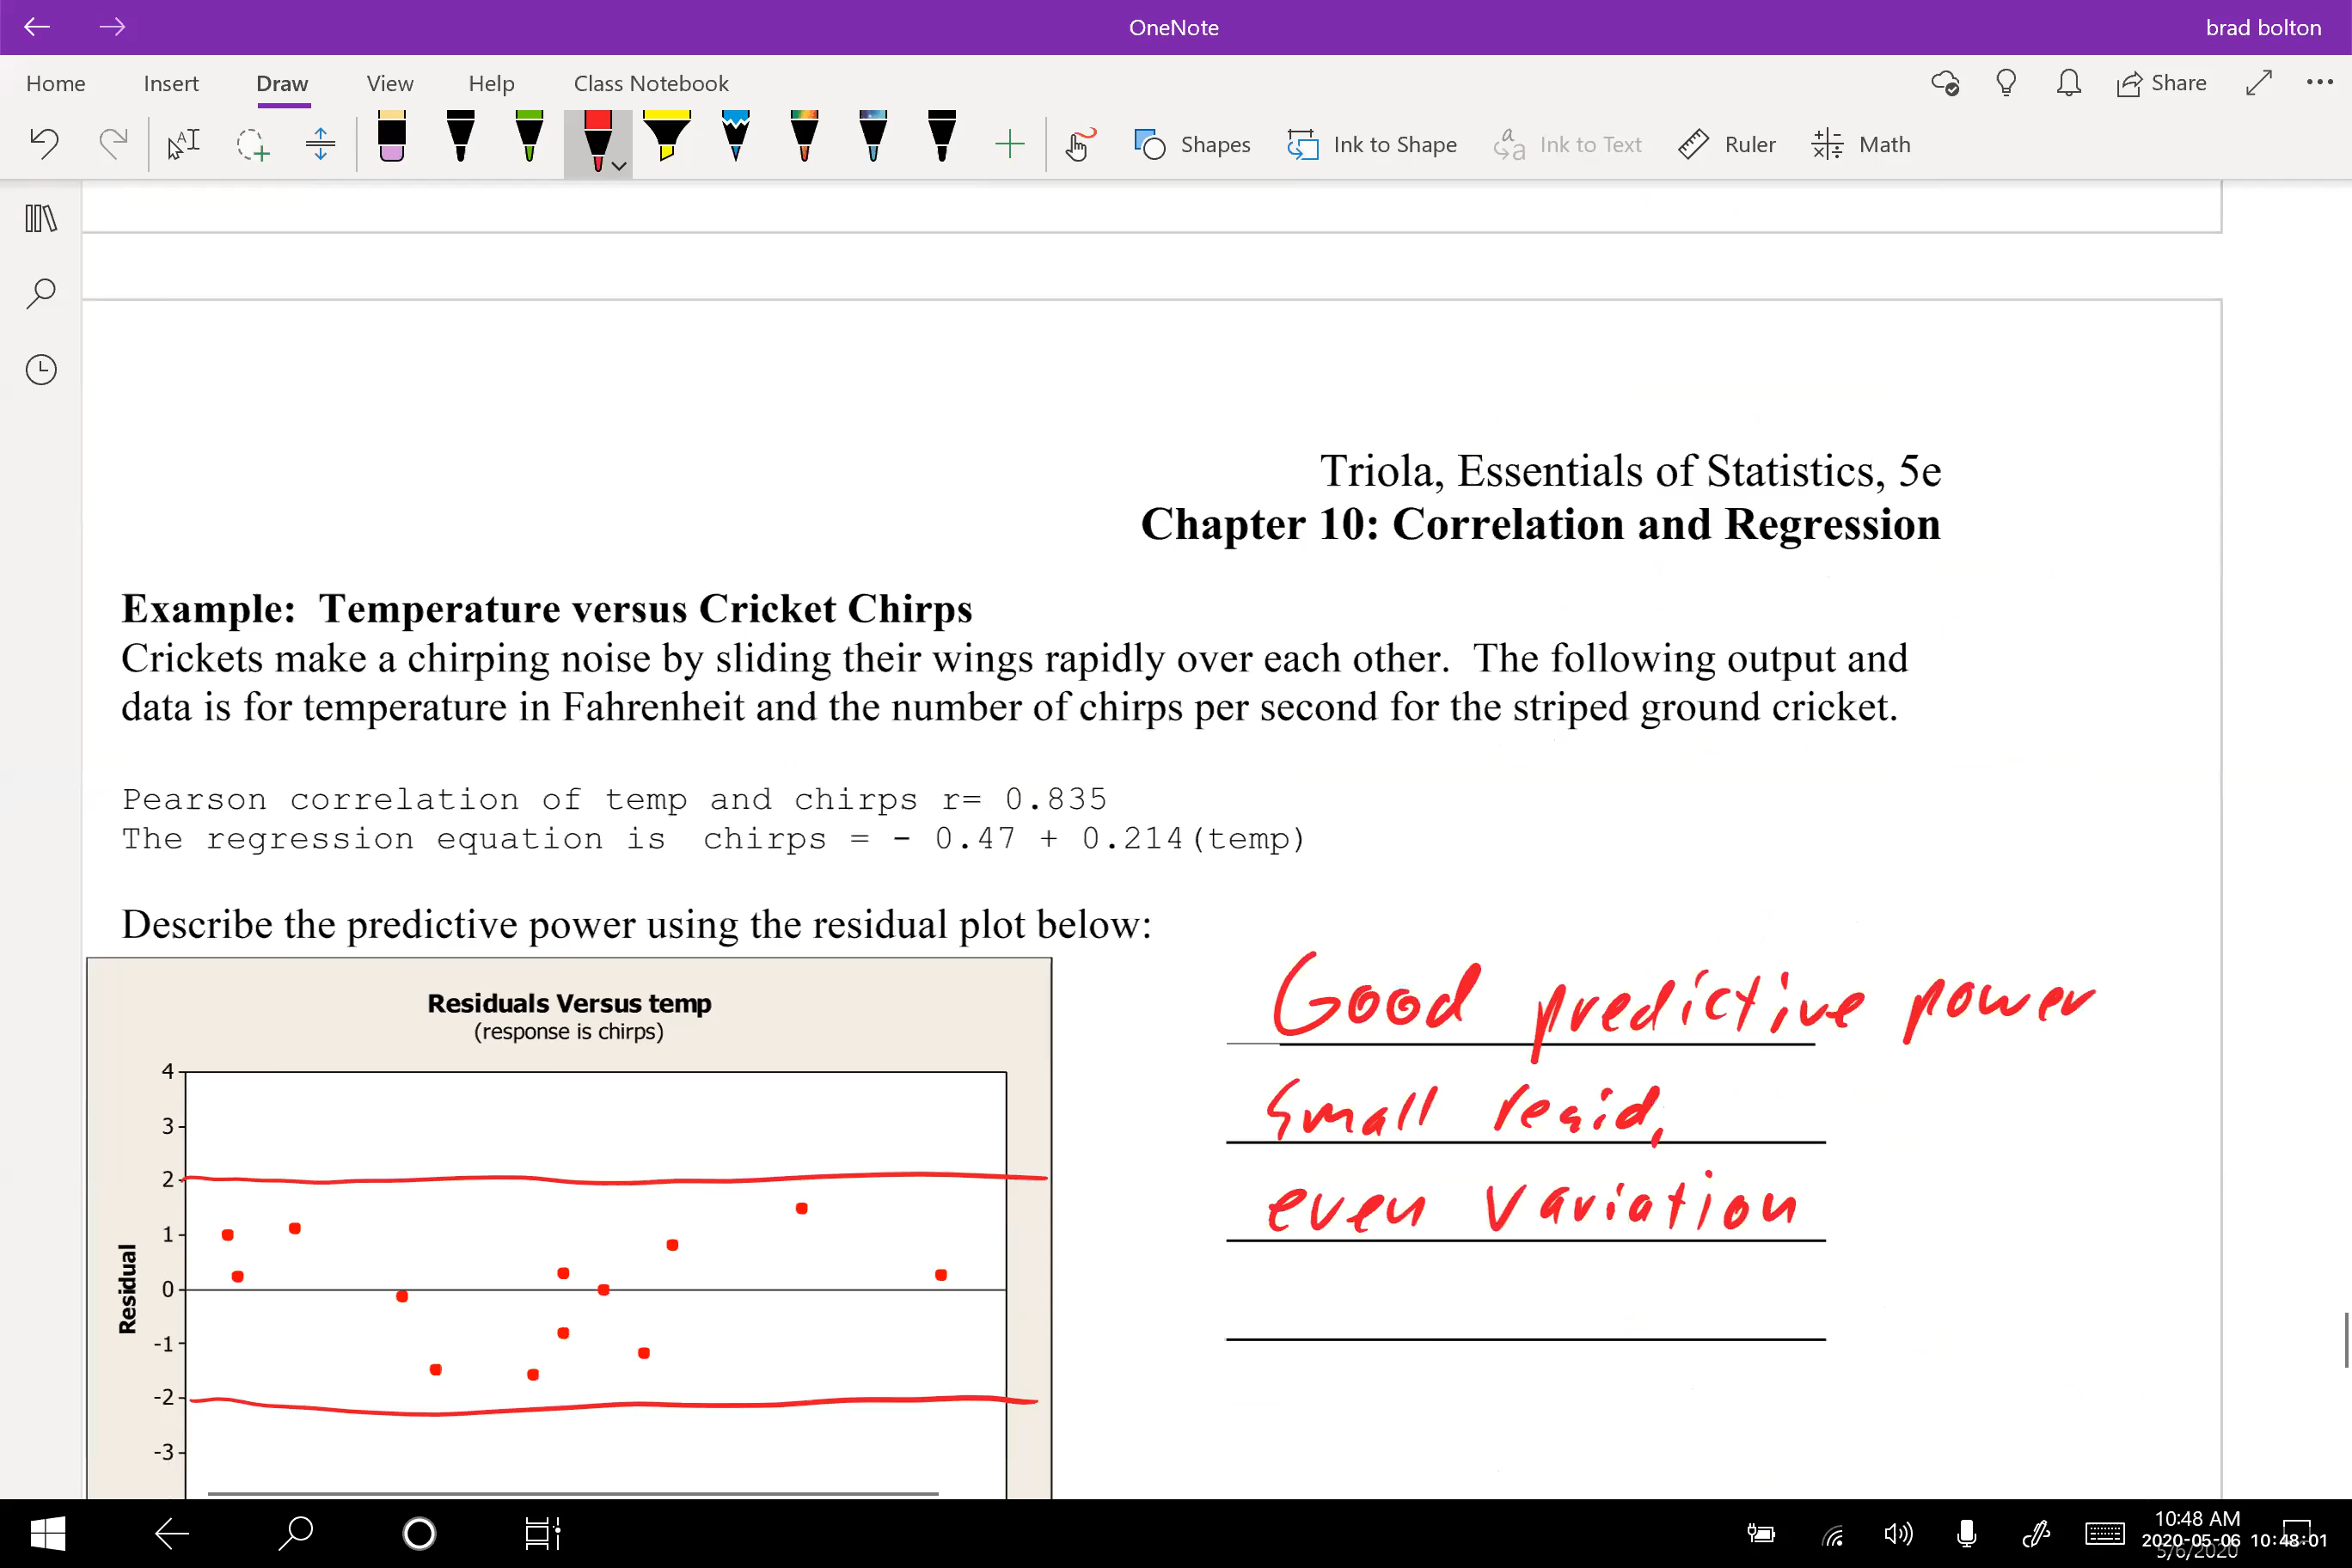 OneNote
brad bolton
Home Insert Draw View Help Class Notebook
Share
Shapes Ink to Shape Ink to Text Ruler Math
Triola, Essentials of Statistics, 5e
Chapter 10: Correlation and Regression
Example: Temperature versus Cricket Chirps
Crickets make a chirping noise by sliding their wings rapidly over each other. The following output and
data is for temperature in Fahrenheit and the number of chirps per second for the striped ground cricket.
Pearson correlation of temp and chirps r= 0.835
The regression equation is chirps = - 0.47 + 0.214(temp)
Describe the predictive power using the residual plot below:
Residuals Versus temp
(response is chirps)
Residual
4
3
2
1
0
-1
-2
-3
Good predictive power
small resid.
even variation
10:48 AM
2020-05-06 10:48:01
5/6/2020